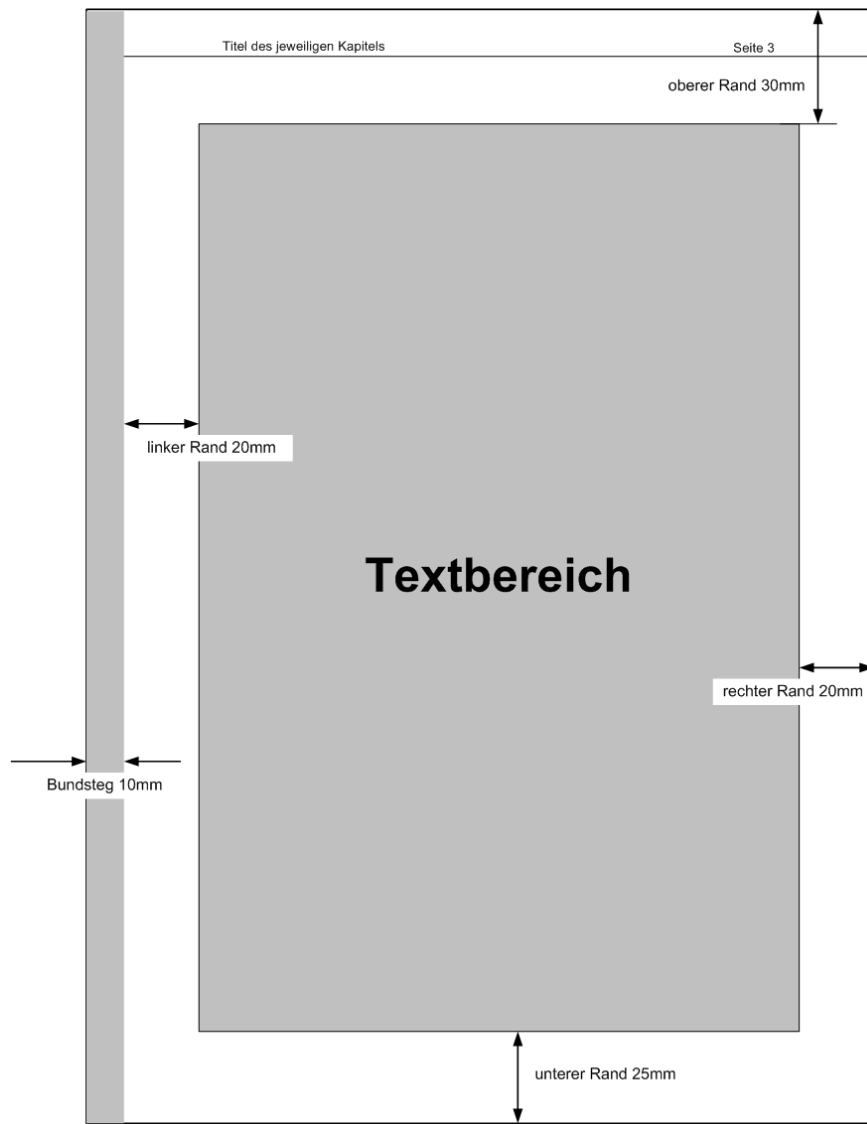 Titel des jeweiligen Kapitels Seite 3
oberer Rand 30mm
linker Rand 20mm
Textbereich
rechter Rand 20mm
Bundsteg 10mm
unterer Rand 25mm